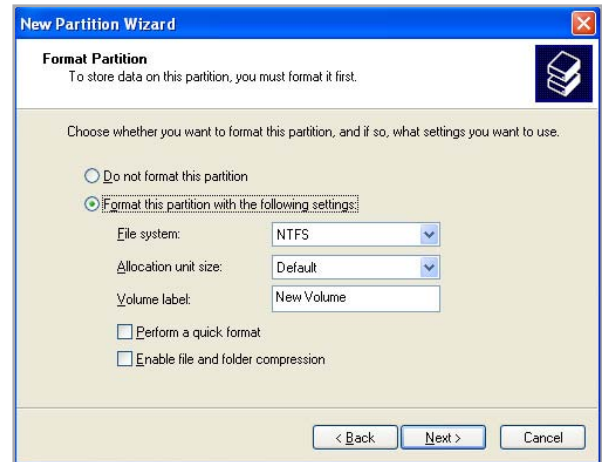 New Partition Wizard
Format Partition
To store data on this partition, you must format it first.
Choose whether you want to format this partition, and if so, what settings you want to use.
Do not format this partition
Format this partition with the following settings:
File system: NTFS
Allocation unit size: Default
Volume label: New Volume
Perform a quick format
Enable file and folder compression
< Back Next > Cancel